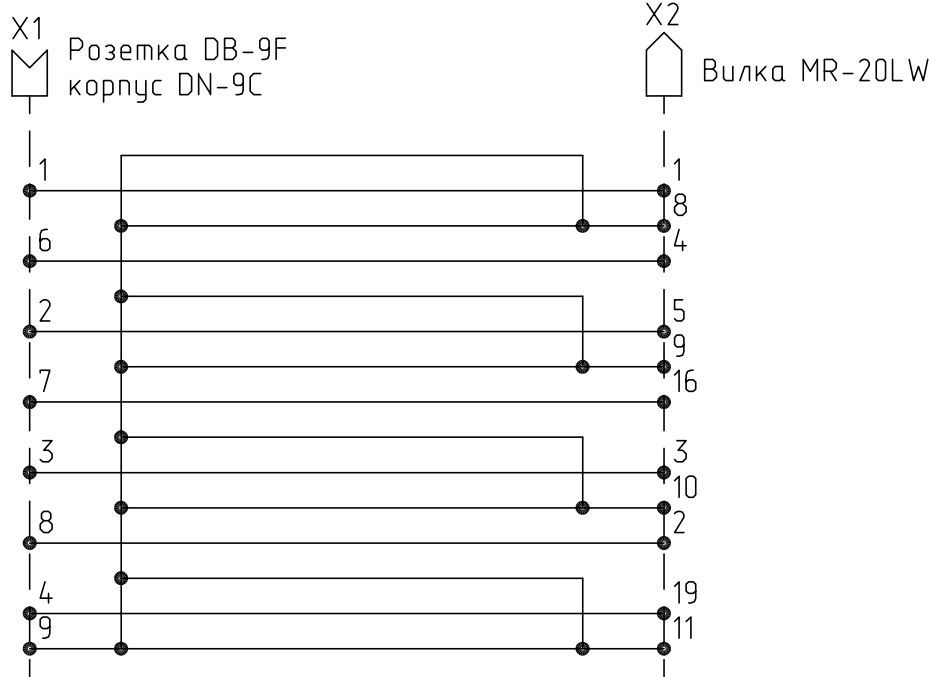 X1
Розетка DB-9F
корпус DN-9C
X2
Вилка MR-20LW
1 1
8
6 4
2 5
9
7 16
3 3
10
8 2
4 19
9 11